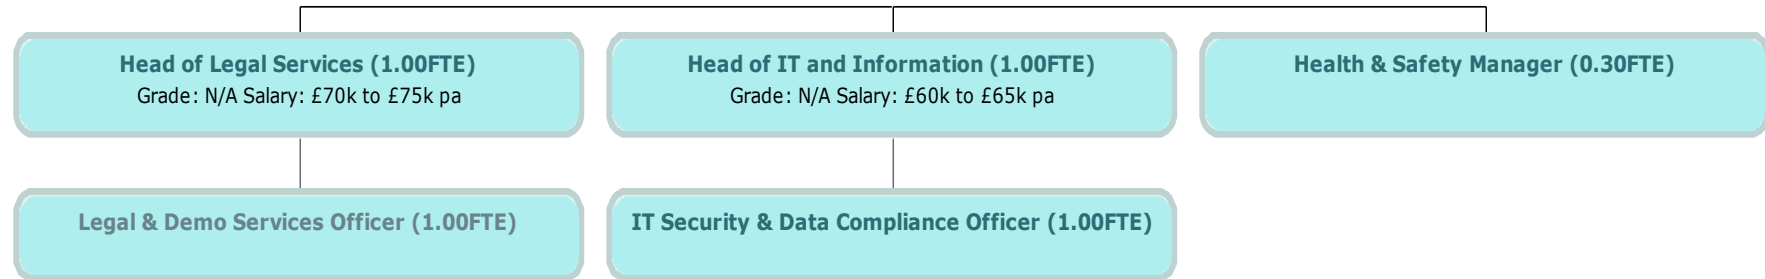 Head of Legal Services (1.00FTE)
Grade: N/A Salary: £70k to £75k pa
Head of IT and Information (1.00FTE)
Grade: N/A Salary: £60k to £65k pa
Health & Safety Manager (0.30FTE)
Legal & Demo Services Officer (1.00FTE)
IT Security & Data Compliance Officer (1.00FTE)